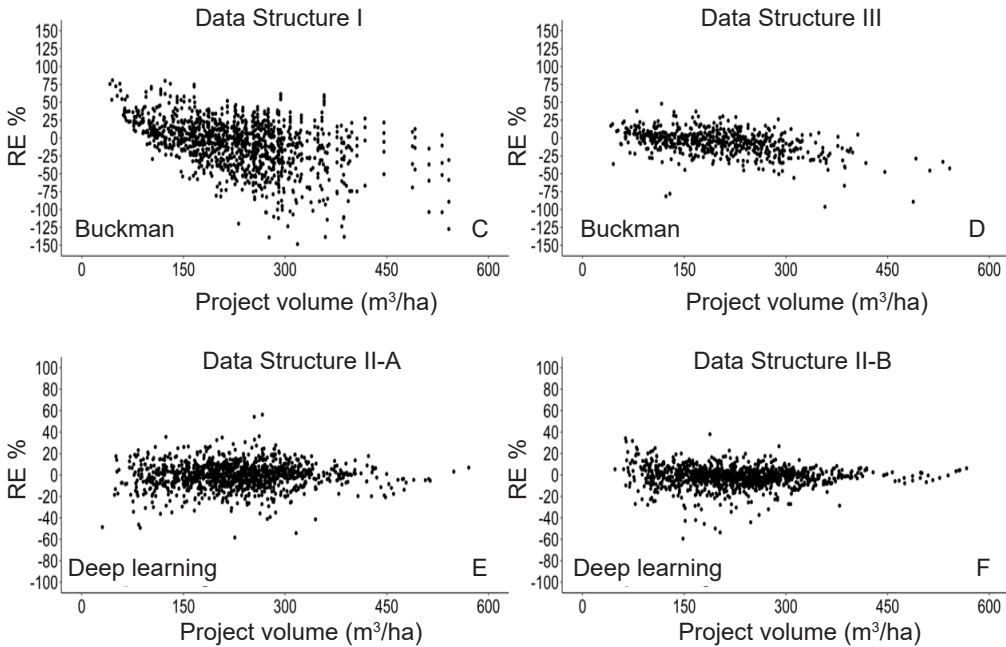 Data Structure I
RE %
150
125
100
75
50
25
0
-25
-50
-75
-100
-125
-150
Buckman
C
0 150 300 450 600
Project volume (m³/ha)
Data Structure III
RE %
150
125
100
75
50
25
0
-25
-50
-75
-100
-125
-150
Buckman
D
0 150 300 450 600
Project volume (m³/ha)
Data Structure II-A
RE %
100
80
60
40
20
0
-20
-40
-60
-80
-100
Deep learning
E
0 150 300 450 600
Project volume (m³/ha)
Data Structure II-B
RE %
100
80
60
40
20
0
-20
-40
-60
-80
-100
Deep learning
F
0 150 300 450 600
Project volume (m³/ha)